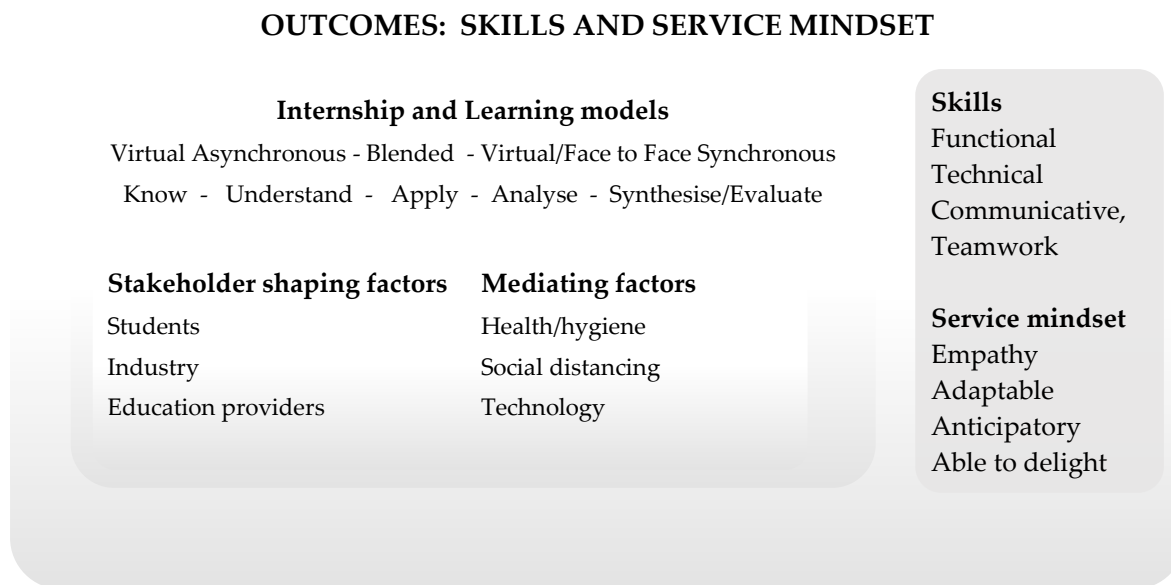 OUTCOMES: SKILLS AND SERVICE MINDSET
Internship and Learning models
Virtual Asynchronous - Blended - Virtual/Face to Face Synchronous
Know - Understand - Apply - Analyse - Synthesise/Evaluate
Stakeholder shaping factors
Students
Industry
Education providers
Mediating factors
Health/hygiene
Social distancing
Technology
Skills
Functional
Technical
Communicative,
Teamwork
Service mindset
Empathy
Adaptable
Anticipatory
Able to delight